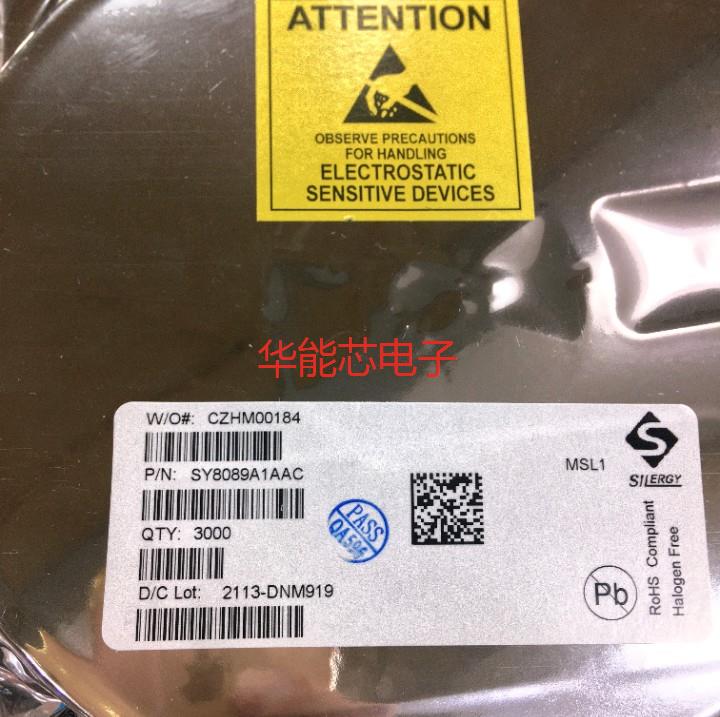 ATTENTION
OBSERVE PRECAUTIONS
FOR HANDLING
ELECTROSTATIC
SENSITIVE DEVICES
华能芯电子
W/O#: CZHM00184
P/N: SY8089A1AAC
QTY: 3000
D/C Lot: 2113-DNM919
PASS
MSL1
SILERGY
Pb
RoHS Compliant
Halogen Free